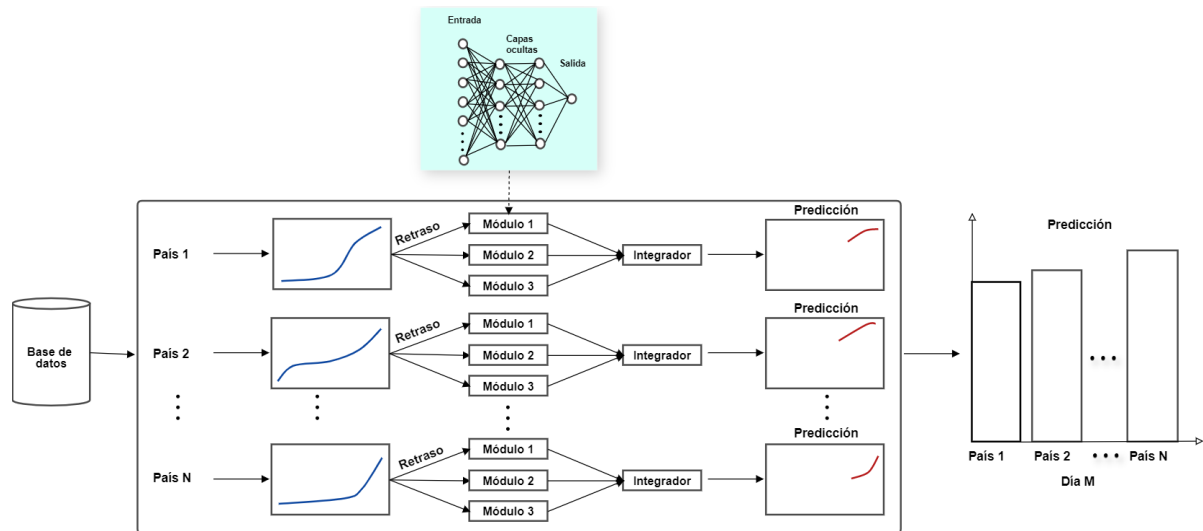 Entrada
Capas
ocultas
Salida
Base de
datos
País 1
Retraso
Módulo 1
Módulo 2
Módulo 3
Integrador
Predicción
País 2
Retraso
Módulo 1
Módulo 2
Módulo 3
Integrador
Predicción
País N
Retraso
Módulo 1
Módulo 2
Módulo 3
Integrador
Predicción
Predicción
País 1
País 2
País N
Día M